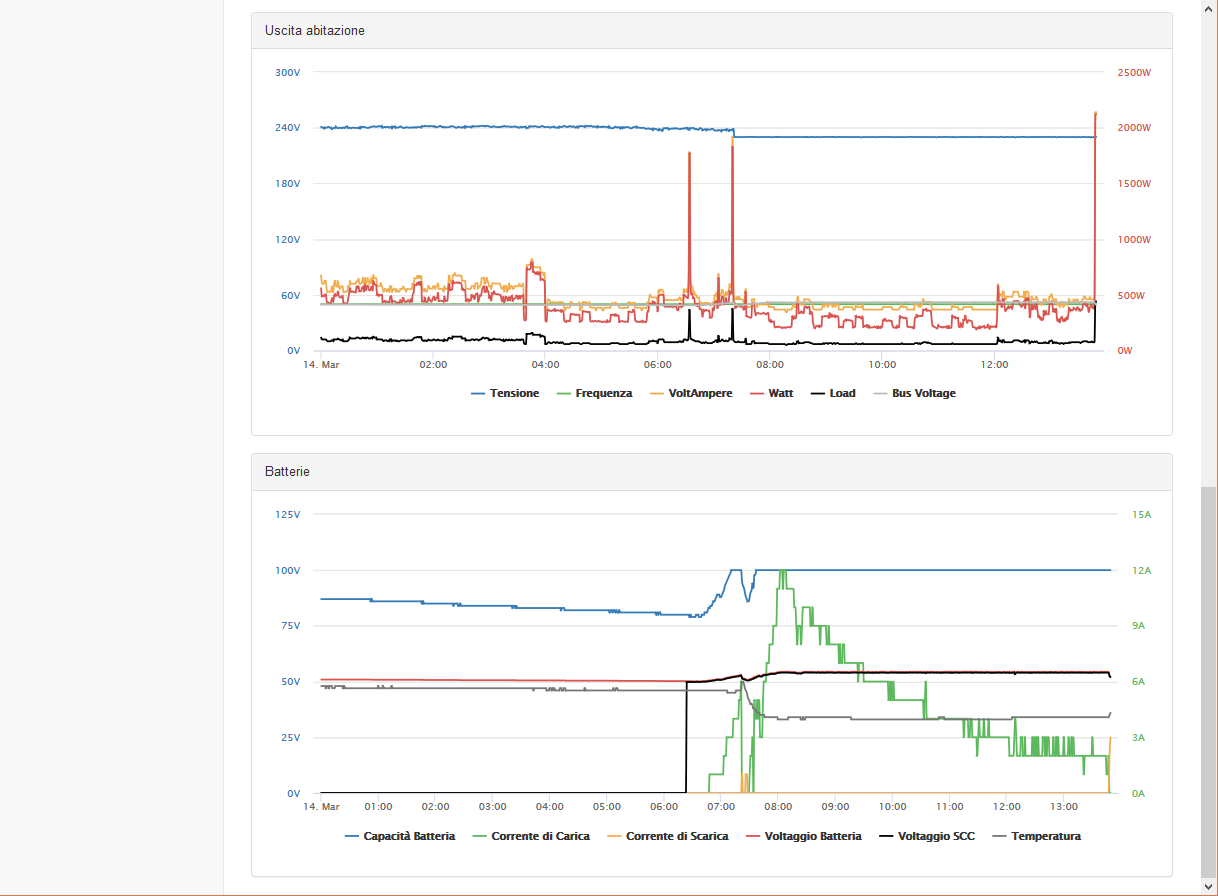 Uscita abitazione
300V 2500W
240V 2000W
180V 1500W
120V 1000W
60V 500W
0V 0W
14. Mar 02:00 04:00 06:00 08:00 10:00 12:00
Tensione Frequenza VoltAmpere Watt Load Bus Voltage
Batterie
125V 15A
100V 12A
75V 9A
50V 6A
25V 3A
0V 0A
14. Mar 01:00 02:00 03:00 04:00 05:00 06:00 07:00 08:00 09:00 10:00 11:00 12:00 13:00
Capacità Batteria Corrente di Carica Corrente di Scarica Voltaggio Batteria Voltaggio SCC Temperatura